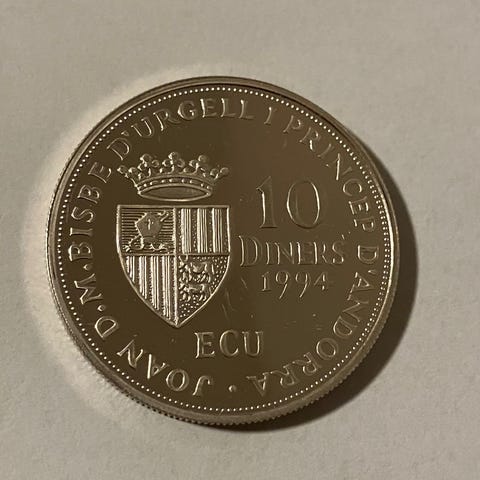 JOAN D.M. BISBE D'URGELL I PRINCEP D'ANDORRA ·
10
DINERS
1994
ECU